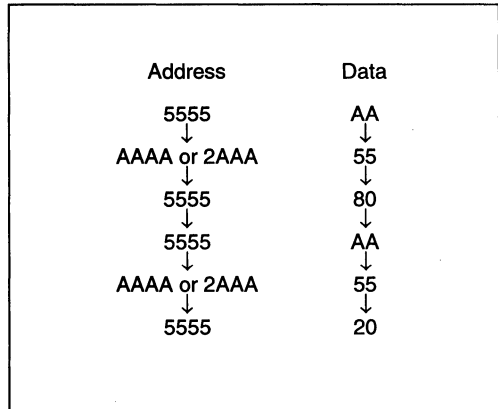 Address Data
5555 AA
↓ ↓
AAAA or 2AAA 55
↓ ↓
5555 80
↓ ↓
5555 AA
↓ ↓
AAAA or 2AAA 55
↓ ↓
5555 20